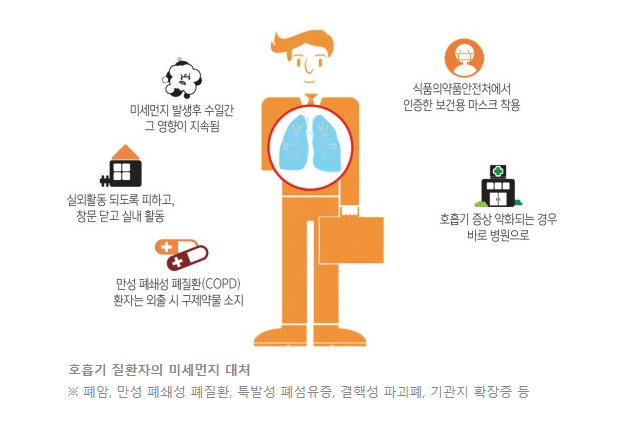 미세먼지 발생후 수일간
그 영향이 지속됨
식품의약품안전처에서
인증한 보건용 마스크 착용
실외활동 되도록 피하고,
창문 닫고 실내 활동
호흡기 증상 악화되는 경우
바로 병원으로
만성 폐쇄성 폐질환(COPD)
환자는 외출 시 구제약물 소지
호흡기 질환자의 미세먼지 대처
※ 폐암, 만성 폐쇄성 폐질환, 특발성 폐섬유증, 결핵성 파괴폐, 기관지 확장증 등